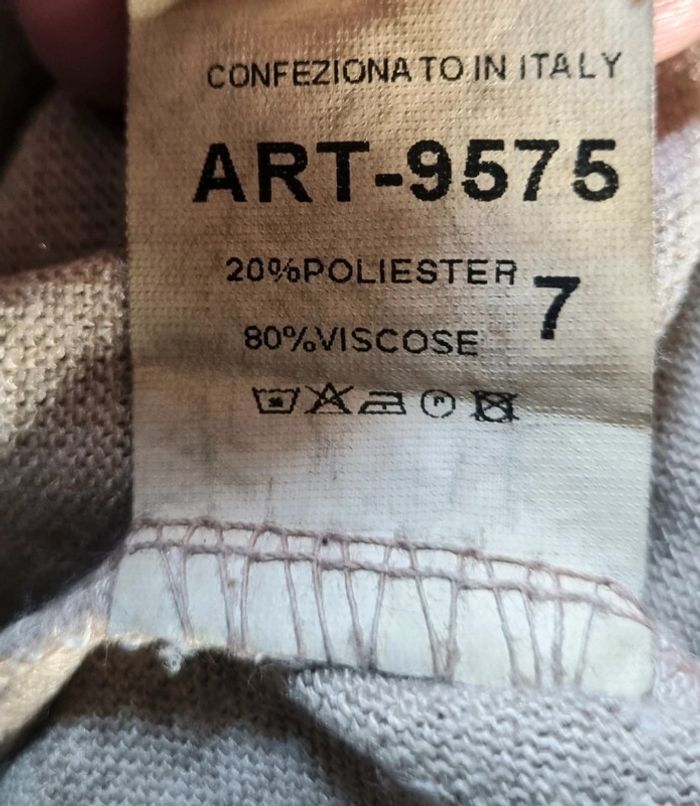 CONFEZIONATO IN ITALY
ART-9575
20%POLIESTER
7
80%VISCOSE
P